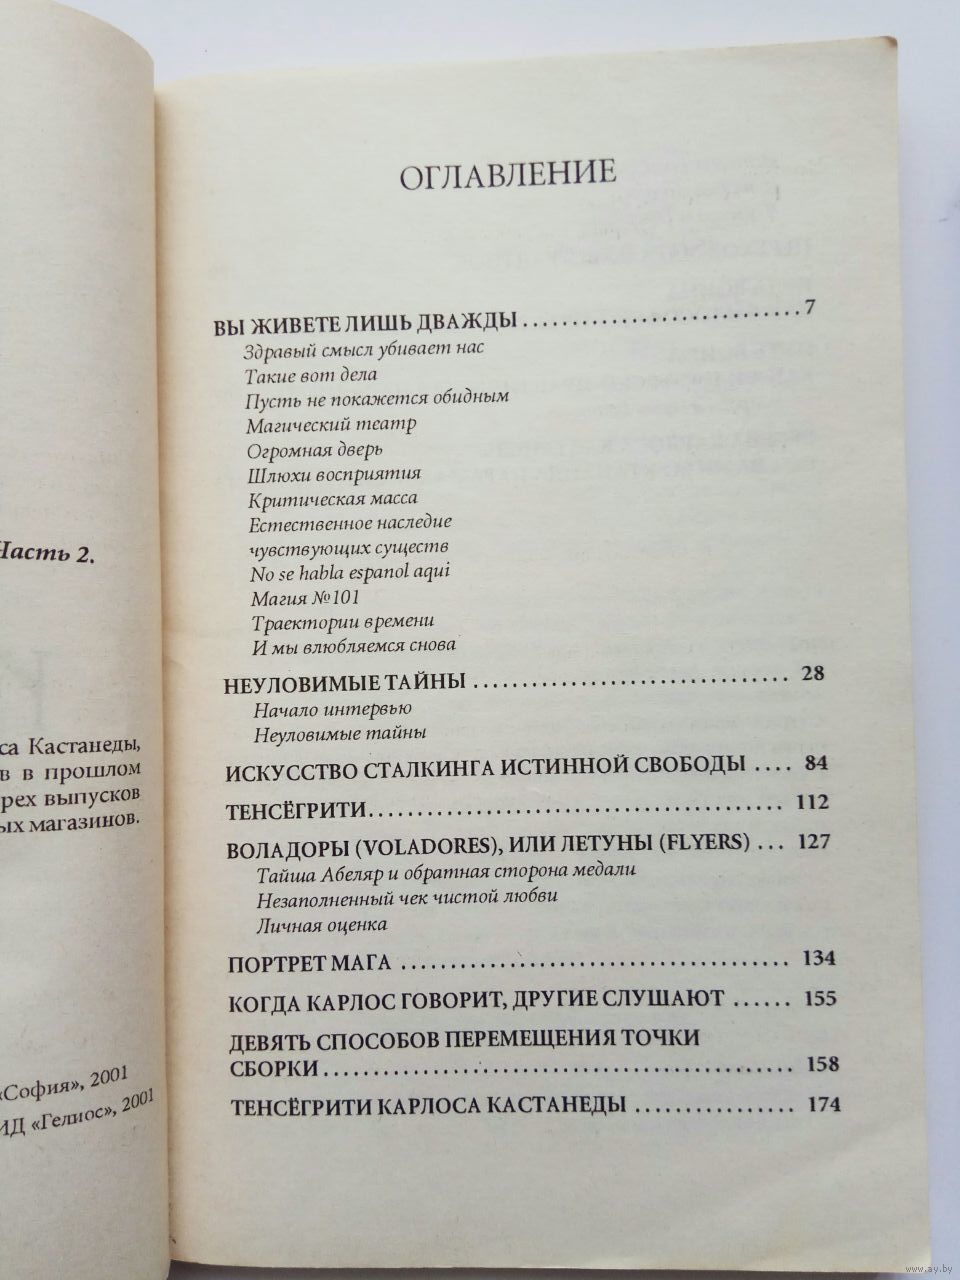 Часть 2.
са Кастанеды,
в в прошлом
рех выпусков
ых магазинов.
«София», 2001
ИД «Гелиос», 2001
ОГЛАВЛЕНИЕ
ВЫ ЖИВЕТЕ ЛИШЬ ДВАЖДЫ.................................7
Здравый смысл убивает нас
Такие вот дела
Пусть не покажется обидным
Магический театр
Огромная дверь
Шлюхи восприятия
Критическая масса
Естественное наследие
чувствующих существ
No se habla espanol aqui
Магия №101
Траектории времени
И мы влюбляемся снова
НЕУЛОВИМЫЕ ТАЙНЫ ................................. 28
Начало интервью
Неуловимые тайны
ИСКУССТВО СТАЛКИНГА ИСТИННОЙ СВОБОДЫ .... 84
ТЕНСЁГРИТИ........................................... 112
ВОЛАДОРЫ (VOLADORES), ИЛИ ЛЕТУНЫ (FLYERS) ... 127
Тайша Абеляр и обратная сторона медали
Незаполненный чек чистой любви
Личная оценка
ПОРТРЕТ МАГА ........................................ 134
КОГДА КАРЛОС ГОВОРИТ, ДРУГИЕ СЛУШАЮТ ...... 155
ДЕВЯТЬ СПОСОБОВ ПЕРЕМЕЩЕНИЯ ТОЧКИ
СБОРКИ................................................ 158
ТЕНСЁГРИТИ КАРЛОСА КАСТАНЕДЫ ................ 174
www.ay.by